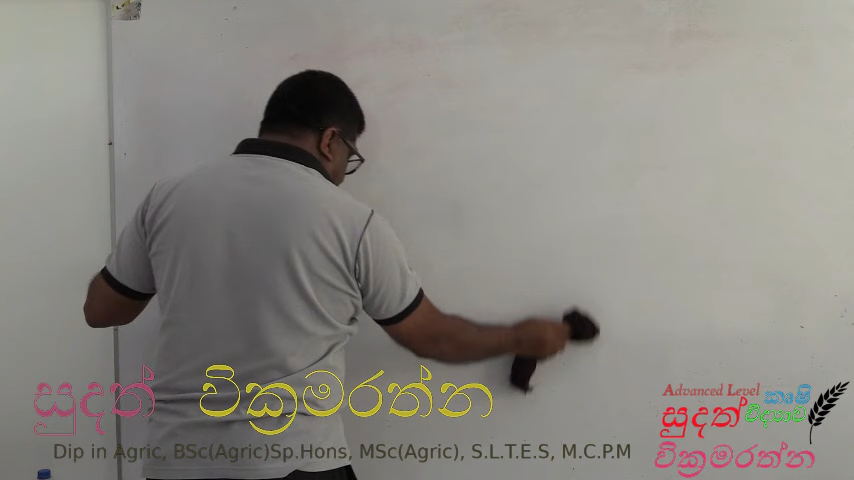 සුදත් වික්‍රමරත්න
Dip in Agric, BSc(Agric)Sp.Hons, MSc(Agric), S.L.T.E.S, M.C.P.M
Advanced Level
කෘෂි
සුදත් විද්‍යාව
වික්‍රමරත්න